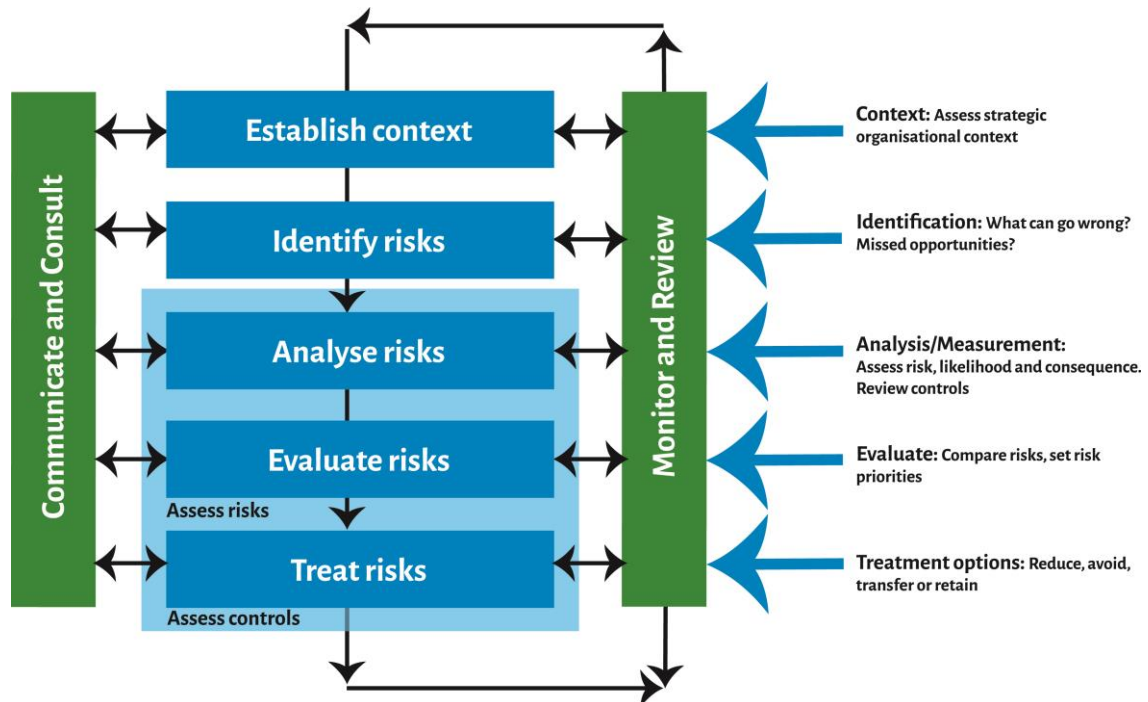 Communicate and Consult
Establish context
Identify risks
Analyse risks
Evaluate risks
Assess risks
Treat risks
Assess controls
Monitor and Review
Context: Assess strategic
organisational context
Identification: What can go wrong?
Missed opportunities?
Analysis/Measurement:
Assess risk, likelihood and consequence.
Review controls
Evaluate: Compare risks, set risk
priorities
Treatment options: Reduce, avoid,
transfer or retain